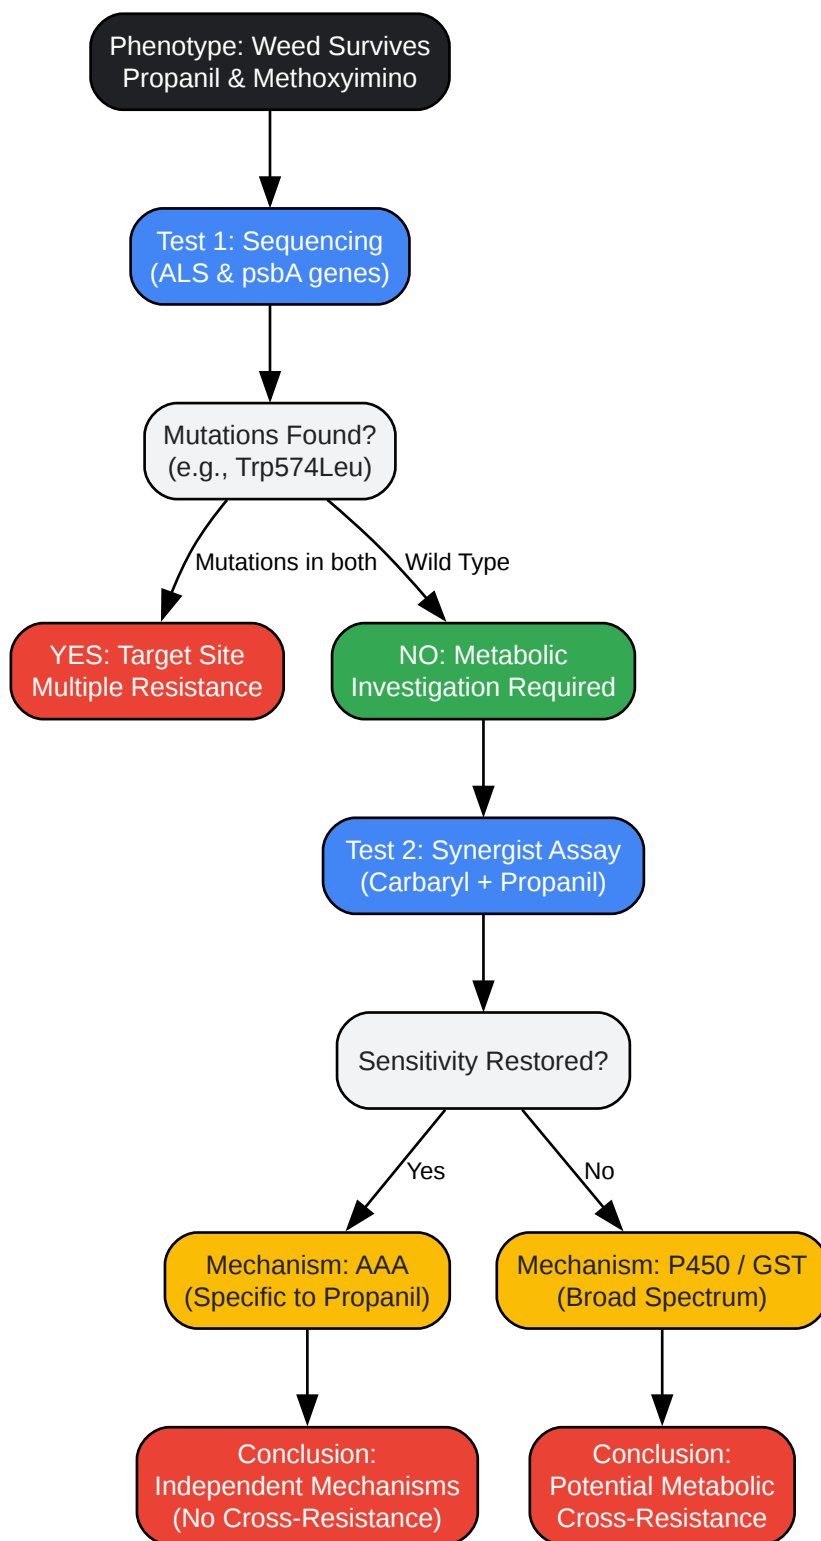 Phenotype: Weed Survives
Propanil & Methoxyimino
Test 1: Sequencing
(ALS & psbA genes)
Mutations Found?
(e.g., Trp574Leu)
Mutations in both
Wild Type
YES: Target Site
Multiple Resistance
NO: Metabolic
Investigation Required
Test 2: Synergist Assay
(Carbaryl + Propanil)
Sensitivity Restored?
Yes
No
Mechanism: AAA
(Specific to Propanil)
Mechanism: P450 / GST
(Broad Spectrum)
Conclusion:
Independent Mechanisms
(No Cross-Resistance)
Conclusion:
Potential Metabolic
Cross-Resistance